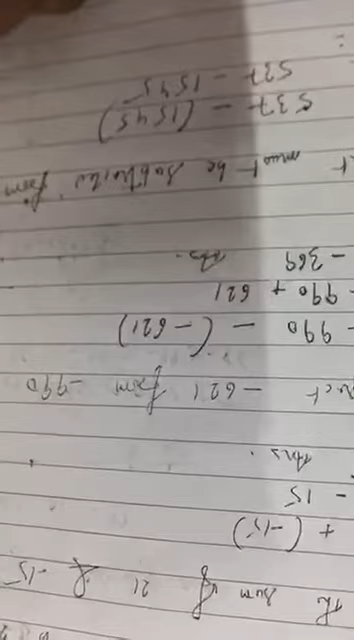 The sum of 21 & -15
+ (-15)
- 15
Ans.
-621 from -990
- 990 - (-621)
- 990 + 621
- 369 Ans.
t must be subtracted from
537 - (1545)
537 - 1545